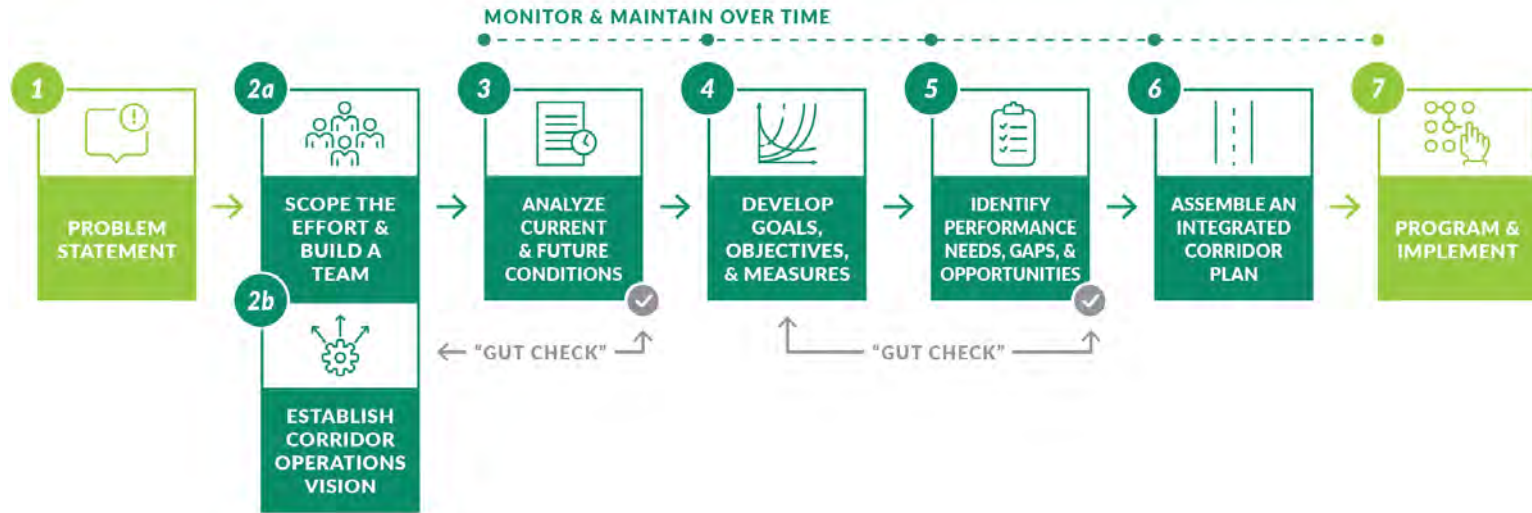 MONITOR & MAINTAIN OVER TIME
1
PROBLEM
STATEMENT
2a
SCOPE THE
EFFORT &
BUILD A
TEAM
2b
ESTABLISH
CORRIDOR
OPERATIONS
VISION
3
ANALYZE
CURRENT
& FUTURE
CONDITIONS
"GUT CHECK"
4
DEVELOP
GOALS,
OBJECTIVES,
& MEASURES
5
IDENTIFY
PERFORMANCE
NEEDS, GAPS, &
OPPORTUNITIES
"GUT CHECK"
6
ASSEMBLE AN
INTEGRATED
CORRIDOR
PLAN
7
PROGRAM &
IMPLEMENT